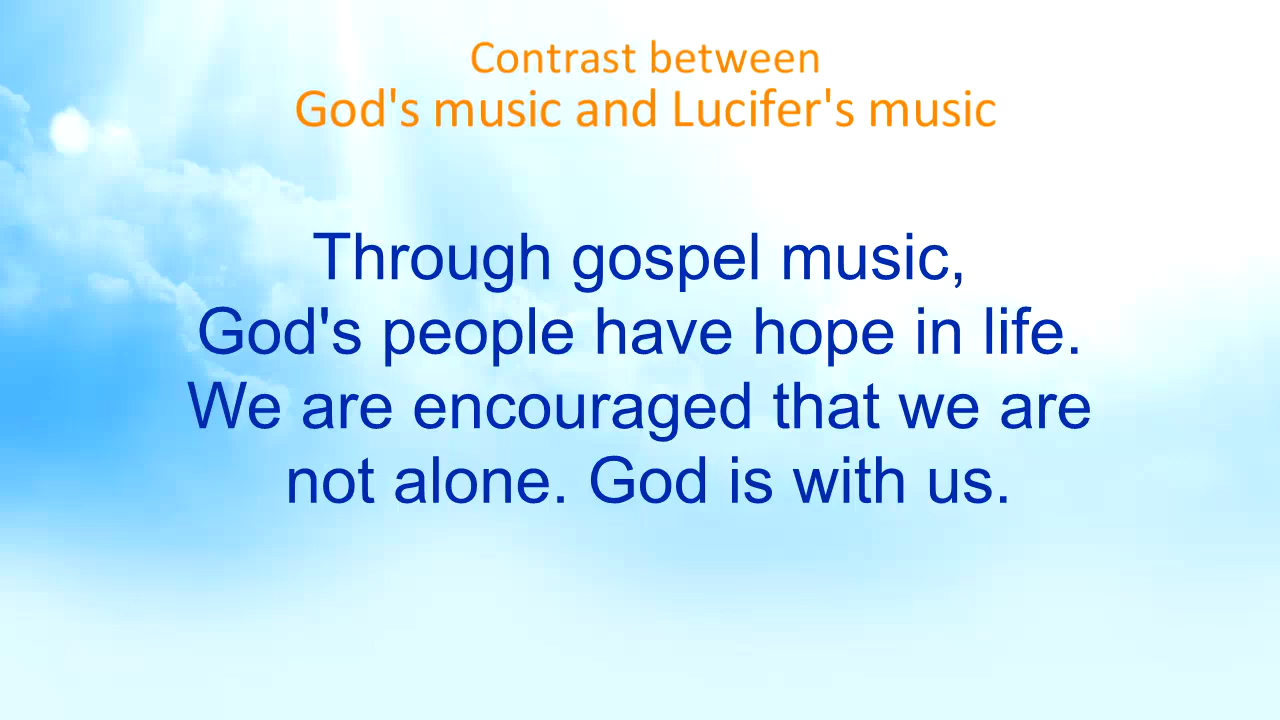 Contrast between
God's music and Lucifer's music
Through gospel music,
God's people have hope in life.
We are encouraged that we are
not alone. God is with us.